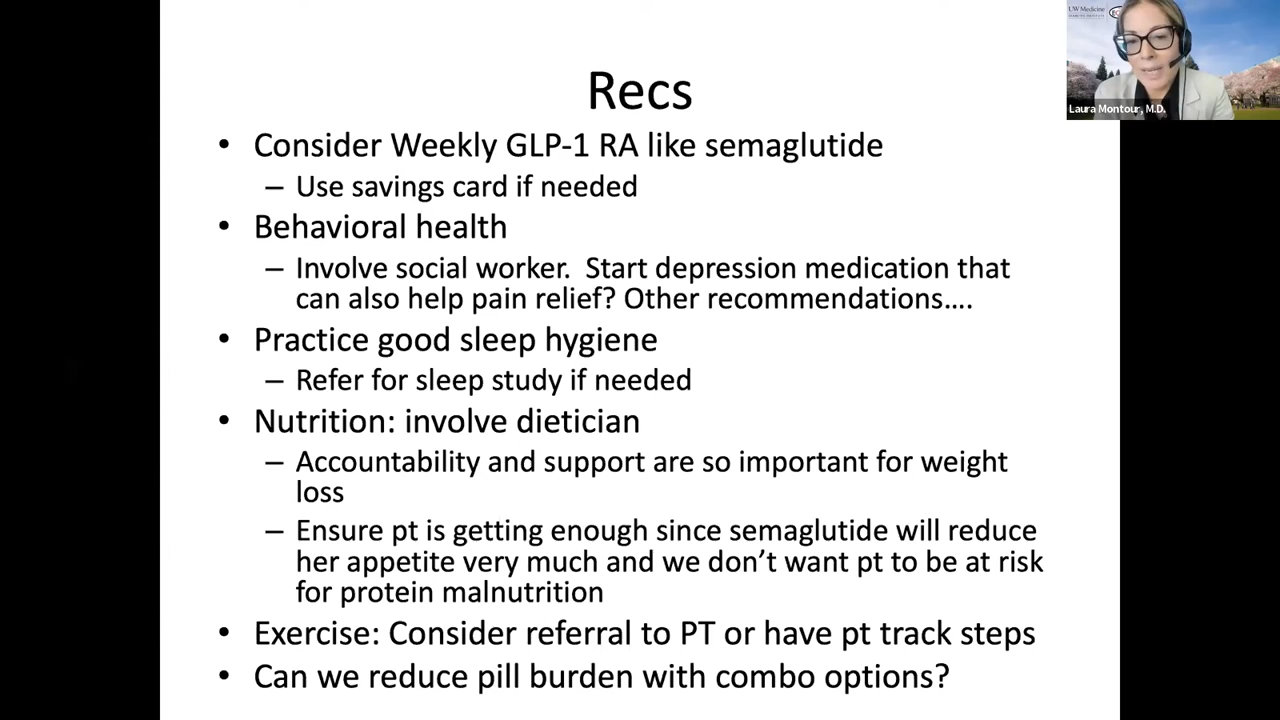 Recs
• Consider Weekly GLP-1 RA like semaglutide
– Use savings card if needed
• Behavioral health
– Involve social worker.  Start depression medication that
can also help pain relief? Other recommendations....
• Practice good sleep hygiene
– Refer for sleep study if needed
• Nutrition: involve dietician
– Accountability and support are so important for weight
loss
– Ensure pt is getting enough since semaglutide will reduce
her appetite very much and we don’t want pt to be at risk
for protein malnutrition
• Exercise: Consider referral to PT or have pt track steps
• Can we reduce pill burden with combo options?
UW Medicine
Laura Montour, M.D.